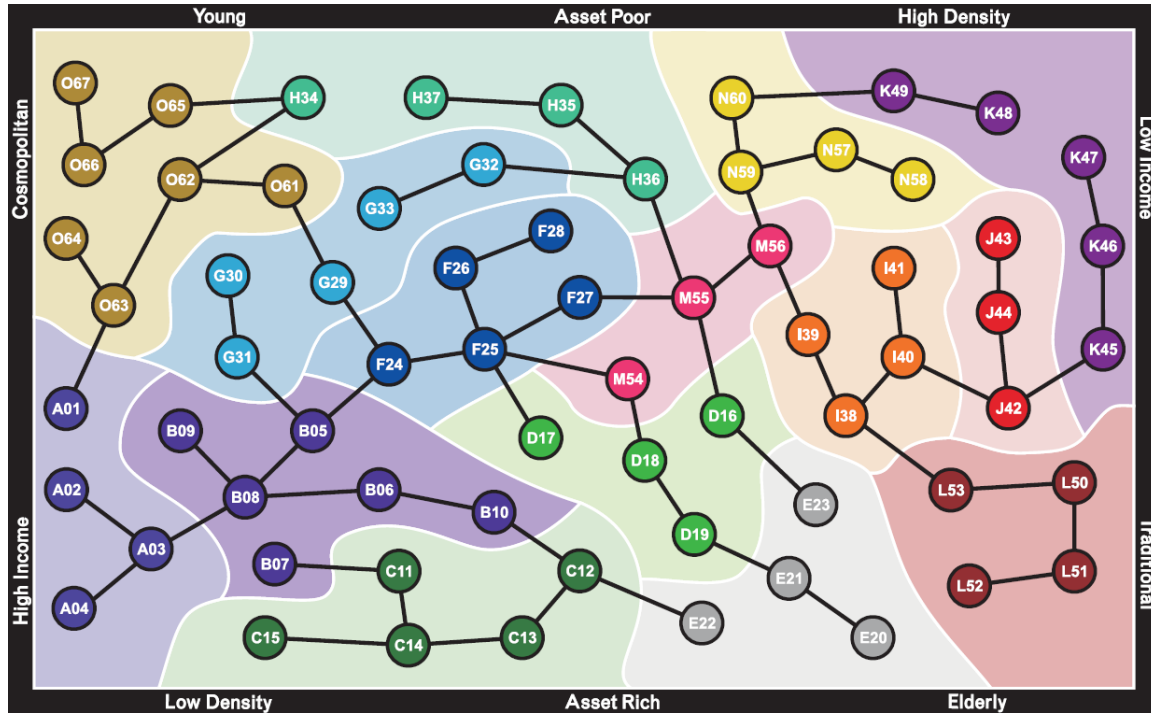 Young Asset Poor High Density
Cosmopolitan
Low Income
High Income
Traditional
O67
O65
H34
H37
H35
N60
K49
K48
O66
O62
O61
G32
G33
H36
N59
N57
N58
K47
O64
O63
G30
G29
F28
F26
F27
M56
M55
I41
J43
K46
G31
F24
F25
M54
I39
I40
J44
K45
A01
B09
B05
D17
D16
I38
J42
A02
B08
B06
B10
D18
E23
L53
L50
A03
B07
C11
C12
D19
E21
L52
L51
A04
C15
C14
C13
E22
E20
Low Density Asset Rich Elderly